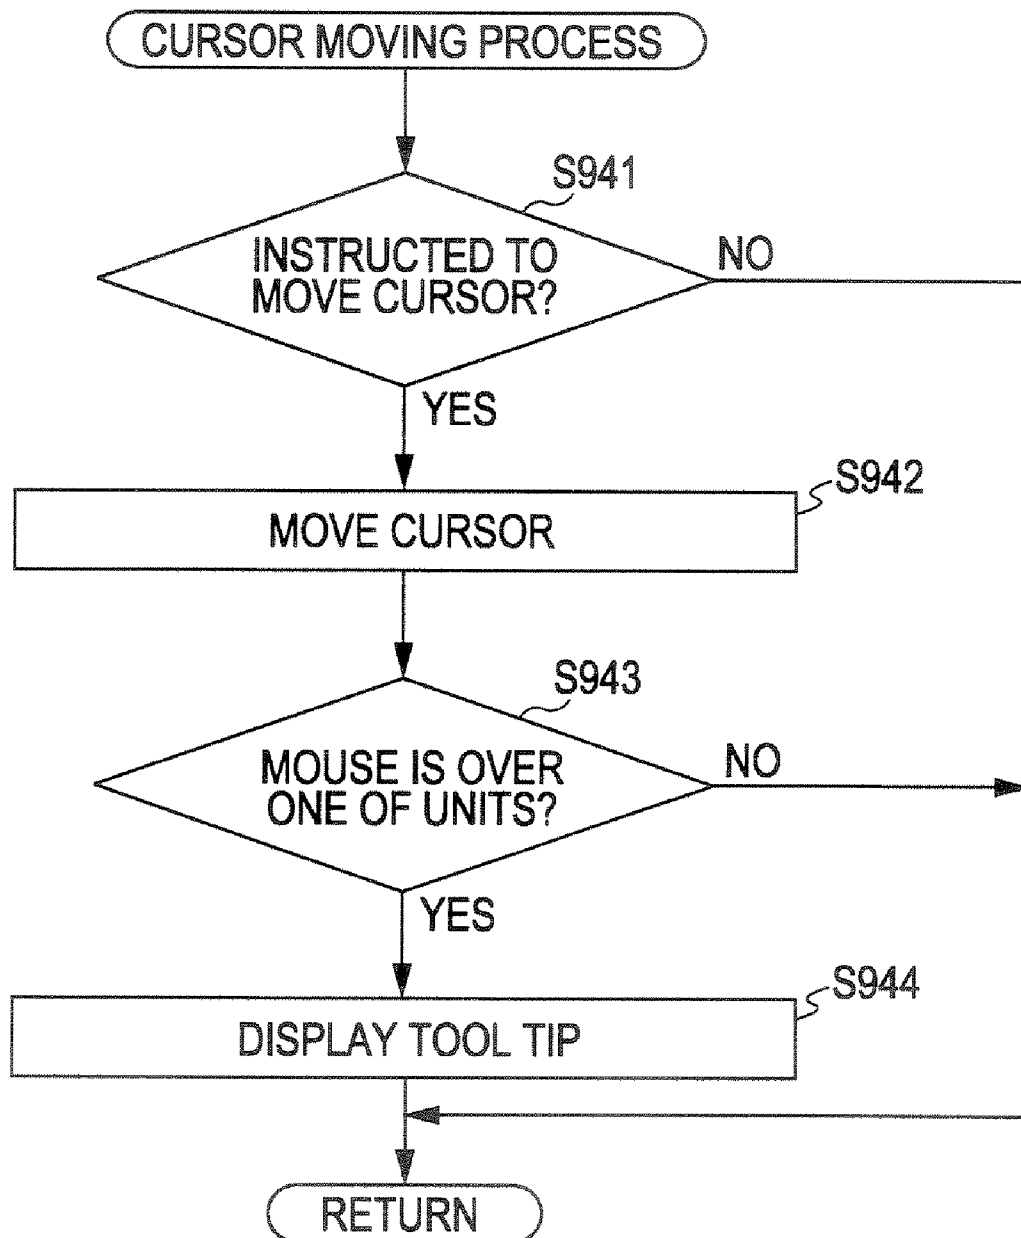 CURSOR MOVING PROCESS
S941
INSTRUCTED TO
MOVE CURSOR?
NO
YES
S942
MOVE CURSOR
S943
MOUSE IS OVER
ONE OF UNITS?
NO
YES
S944
DISPLAY TOOL TIP
RETURN